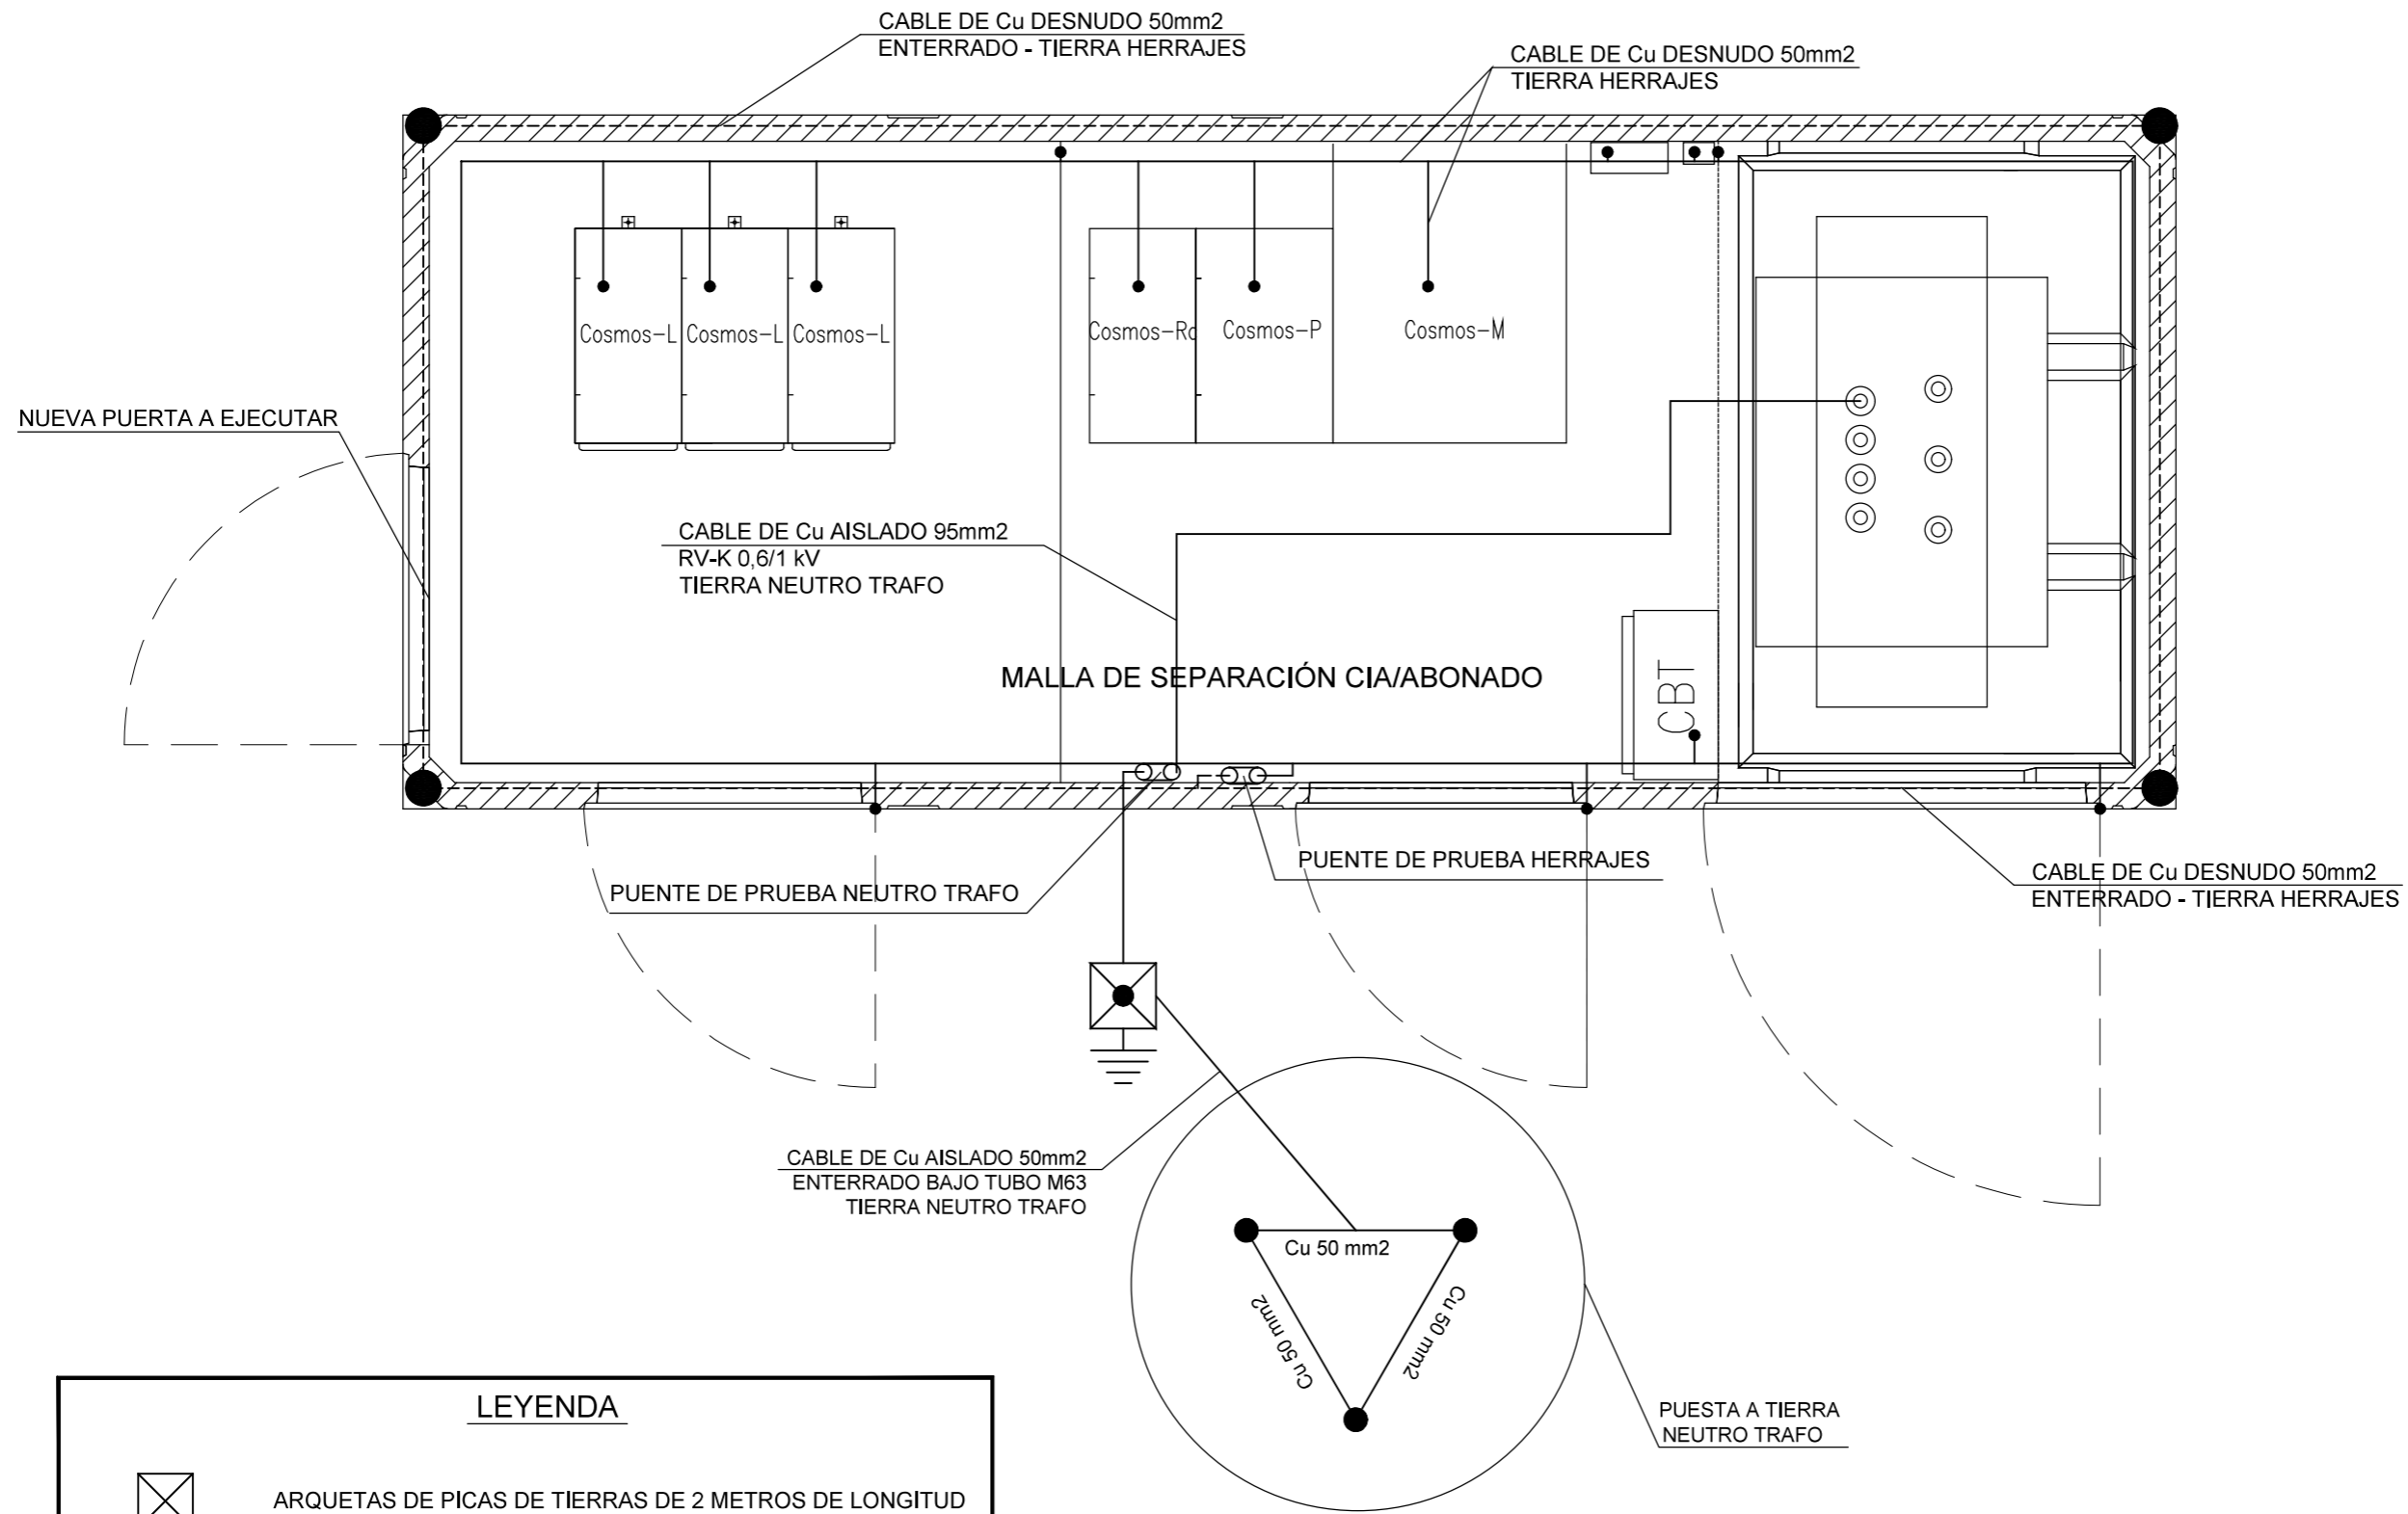 CABLE DE Cu DESNUDO 50mm2
ENTERRADO - TIERRA HERRAJES
CABLE DE Cu DESNUDO 50mm2
TIERRA HERRAJES
Cosmos-L
Cosmos-L
Cosmos-L
Cosmos-Rc
Cosmos-P
Cosmos-M
NUEVA PUERTA A EJECUTAR
CABLE DE Cu AISLADO 95mm2
RV-K 0,6/1 kV
TIERRA NEUTRO TRAFO
MALLA DE SEPARACIÓN CIA/ABONADO
CBT
PUENTE DE PRUEBA HERRAJES
PUENTE DE PRUEBA NEUTRO TRAFO
CABLE DE Cu DESNUDO 50mm2
ENTERRADO - TIERRA HERRAJES
CABLE DE Cu AISLADO 50mm2
ENTERRADO BAJO TUBO M63
TIERRA NEUTRO TRAFO
Cu 50 mm2
Cu 50 mm2
Cu 50 mm2
PUESTA A TIERRA
NEUTRO TRAFO
LEYENDA
ARQUETAS DE PICAS DE TIERRAS DE 2 METROS DE LONGITUD